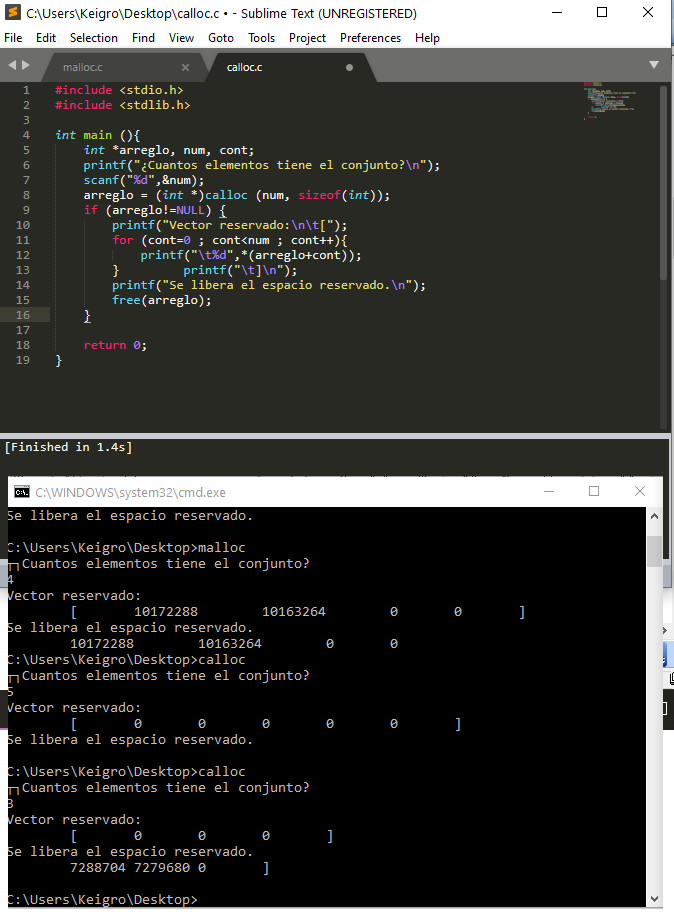 C:\Users\Keigro\Desktop\calloc.c • - Sublime Text (UNREGISTERED)
File Edit Selection Find View Goto Tools Project Preferences Help
malloc.c calloc.c
1 #include <stdio.h>
2 #include <stdlib.h>
3
4 int main (){
5 int *arreglo, num, cont;
6 printf("¿Cuantos elementos tiene el conjunto?\n");
7 scanf("%d",&num);
8 arreglo = (int *)calloc (num, sizeof(int));
9 if (arreglo!=NULL) {
10 printf("Vector reservado:\n\t[");
11 for (cont=0 ; cont<num ; cont++){
12 printf("\t%d",*(arreglo+cont));
13 } printf("\t]\n");
14 printf("Se libera el espacio reservado.\n");
15 free(arreglo);
16 }
17
18 return 0;
19 }
[Finished in 1.4s]
C:\WINDOWS\system32\cmd.exe
Se libera el espacio reservado.
C:\Users\Keigro\Desktop>malloc
┬┐Cuantos elementos tiene el conjunto?
4
Vector reservado:
[ 10172288 10163264 0 0 ]
Se libera el espacio reservado.
10172288 10163264 0 0
C:\Users\Keigro\Desktop>calloc
┬┐Cuantos elementos tiene el conjunto?
5
Vector reservado:
[ 0 0 0 0 0 ]
Se libera el espacio reservado.
C:\Users\Keigro\Desktop>calloc
┬┐Cuantos elementos tiene el conjunto?
3
Vector reservado:
[ 0 0 0 ]
Se libera el espacio reservado.
7288704 7279680 0 ]
C:\Users\Keigro\Desktop>